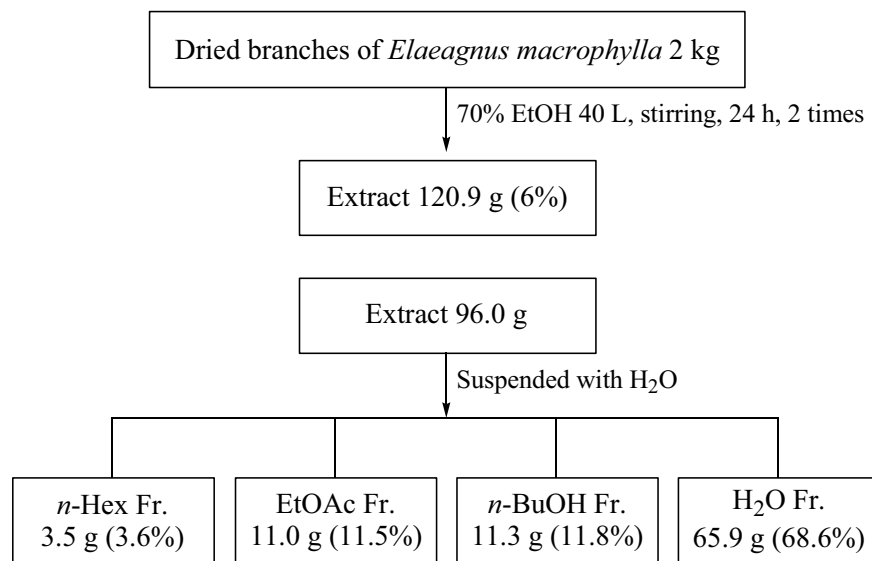 Dried branches of Elaeagnus macrophylla 2 kg
70% EtOH 40 L, stirring, 24 h, 2 times
Extract 120.9 g (6%)
Extract 96.0 g
Suspended with H₂O
n-Hex Fr.
3.5 g (3.6%)
EtOAc Fr.
11.0 g (11.5%)
n-BuOH Fr.
11.3 g (11.8%)
H₂O Fr.
65.9 g (68.6%)